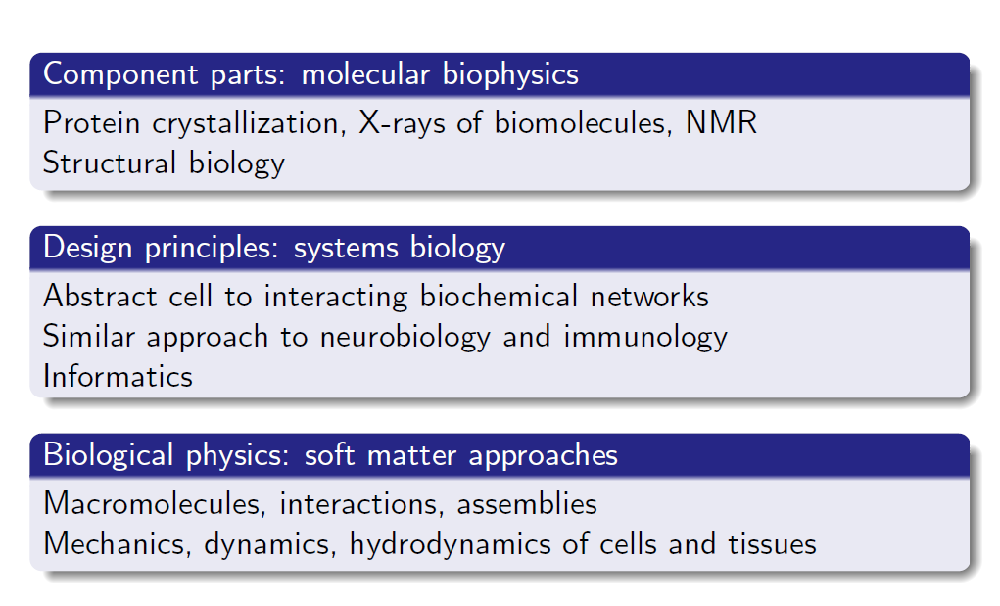 Component parts: molecular biophysics
Protein crystallization, X-rays of biomolecules, NMR
Structural biology
Design principles: systems biology
Abstract cell to interacting biochemical networks
Similar approach to neurobiology and immunology
Informatics
Biological physics: soft matter approaches
Macromolecules, interactions, assemblies
Mechanics, dynamics, hydrodynamics of cells and tissues